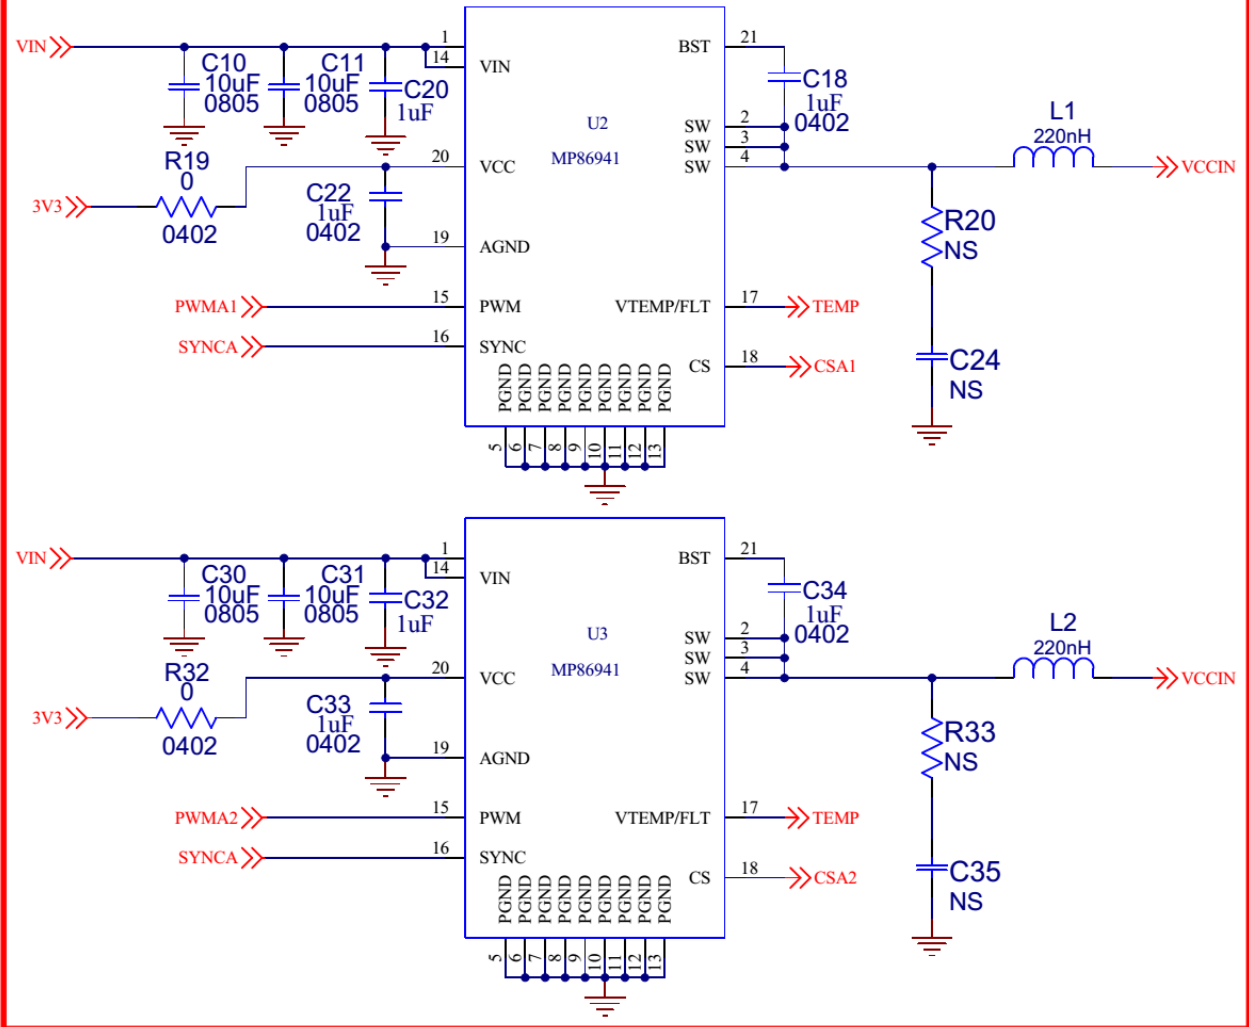 VIN
C10
10uF
0805
C11
10uF
0805
C20
1uF
1
14
VIN
BST
21
C18
1uF
0402
U2
MP86941
SW
2
SW
3
SW
4
L1
220nH
VCCIN
R19
0
0402
3V3
20
VCC
C22
1uF
0402
19
AGND
R20
NS
PWMA1
15
PWM
VTEMP/FLT
17
TEMP
SYNCA
16
SYNC
CS
18
CSA1
C24
NS
PGND
PGND
PGND
PGND
PGND
PGND
PGND
PGND
PGND
5
6
7
8
9
10
11
12
13
VIN
C30
10uF
0805
C31
10uF
0805
C32
1uF
1
14
VIN
BST
21
C34
1uF
0402
U3
MP86941
SW
2
SW
3
SW
4
L2
220nH
VCCIN
R32
0
0402
3V3
20
VCC
C33
1uF
0402
19
AGND
R33
NS
PWMA2
15
PWM
VTEMP/FLT
17
TEMP
SYNCA
16
SYNC
CS
18
CSA2
C35
NS
PGND
PGND
PGND
PGND
PGND
PGND
PGND
PGND
PGND
5
6
7
8
9
10
11
12
13